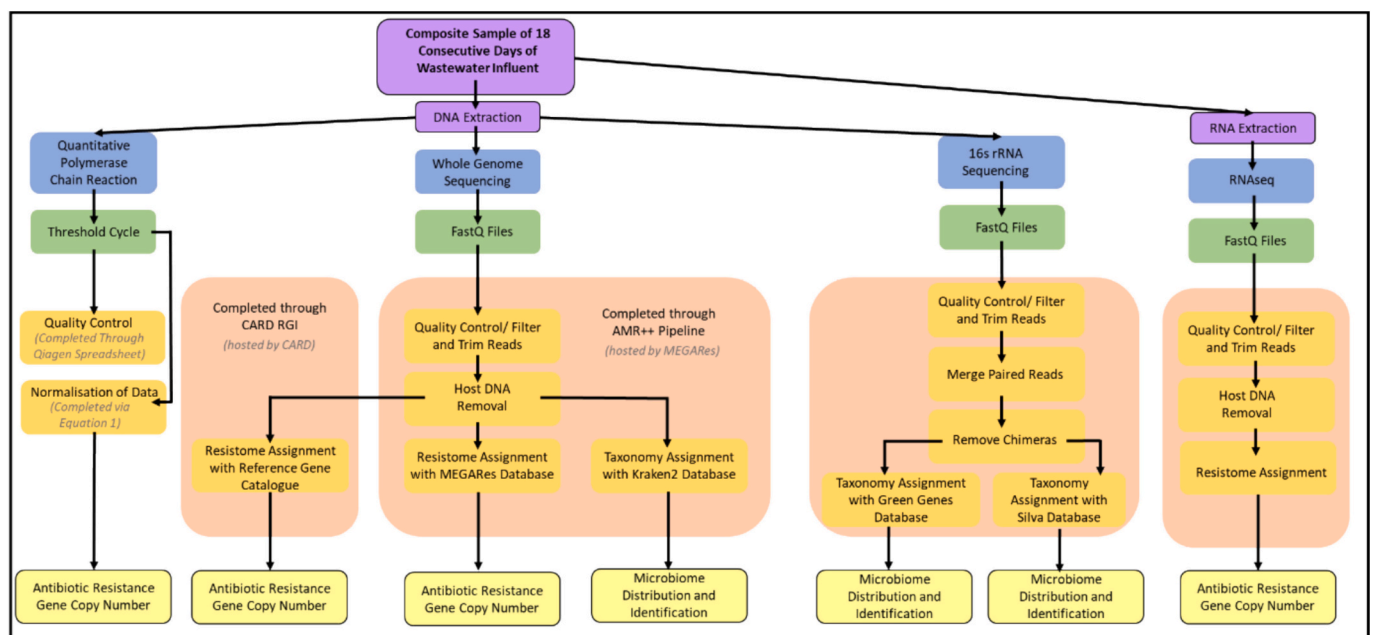 Composite Sample of 18
Consecutive Days of
Wastewater Influent
DNA Extraction
RNA Extraction
Quantitative
Polymerase
Chain Reaction
Whole Genome
Sequencing
16s rRNA
Sequencing
RNAseq
Threshold Cycle
FastQ Files
FastQ Files
FastQ Files
Completed through
CARD RGI
(hosted by CARD)
Quality Control/ Filter
and Trim Reads
Completed through
AMR++ Pipeline
(hosted by MEGARes)
Quality Control/ Filter
and Trim Reads
Quality Control/ Filter
and Trim Reads
Quality Control
(Completed Through
Qiagen Spreadsheet)
Merge Paired Reads
Normalisation of Data
(Completed via
Equation 1)
Host DNA
Removal
Host DNA
Removal
Remove Chimeras
Resistome Assignment
with Reference Gene
Catalogue
Resistome Assignment
with MEGARes Database
Taxonomy Assignment
with Kraken2 Database
Taxonomy Assignment
with Green Genes
Database
Taxonomy
Assignment with
Silva Database
Resistome Assignment
Antibiotic Resistance
Gene Copy Number
Antibiotic Resistance
Gene Copy Number
Antibiotic Resistance
Gene Copy Number
Microbiome
Distribution and
Identification
Microbiome
Distribution and
Identification
Microbiome
Distribution and
Identification
Antibiotic Resistance
Gene Copy Number